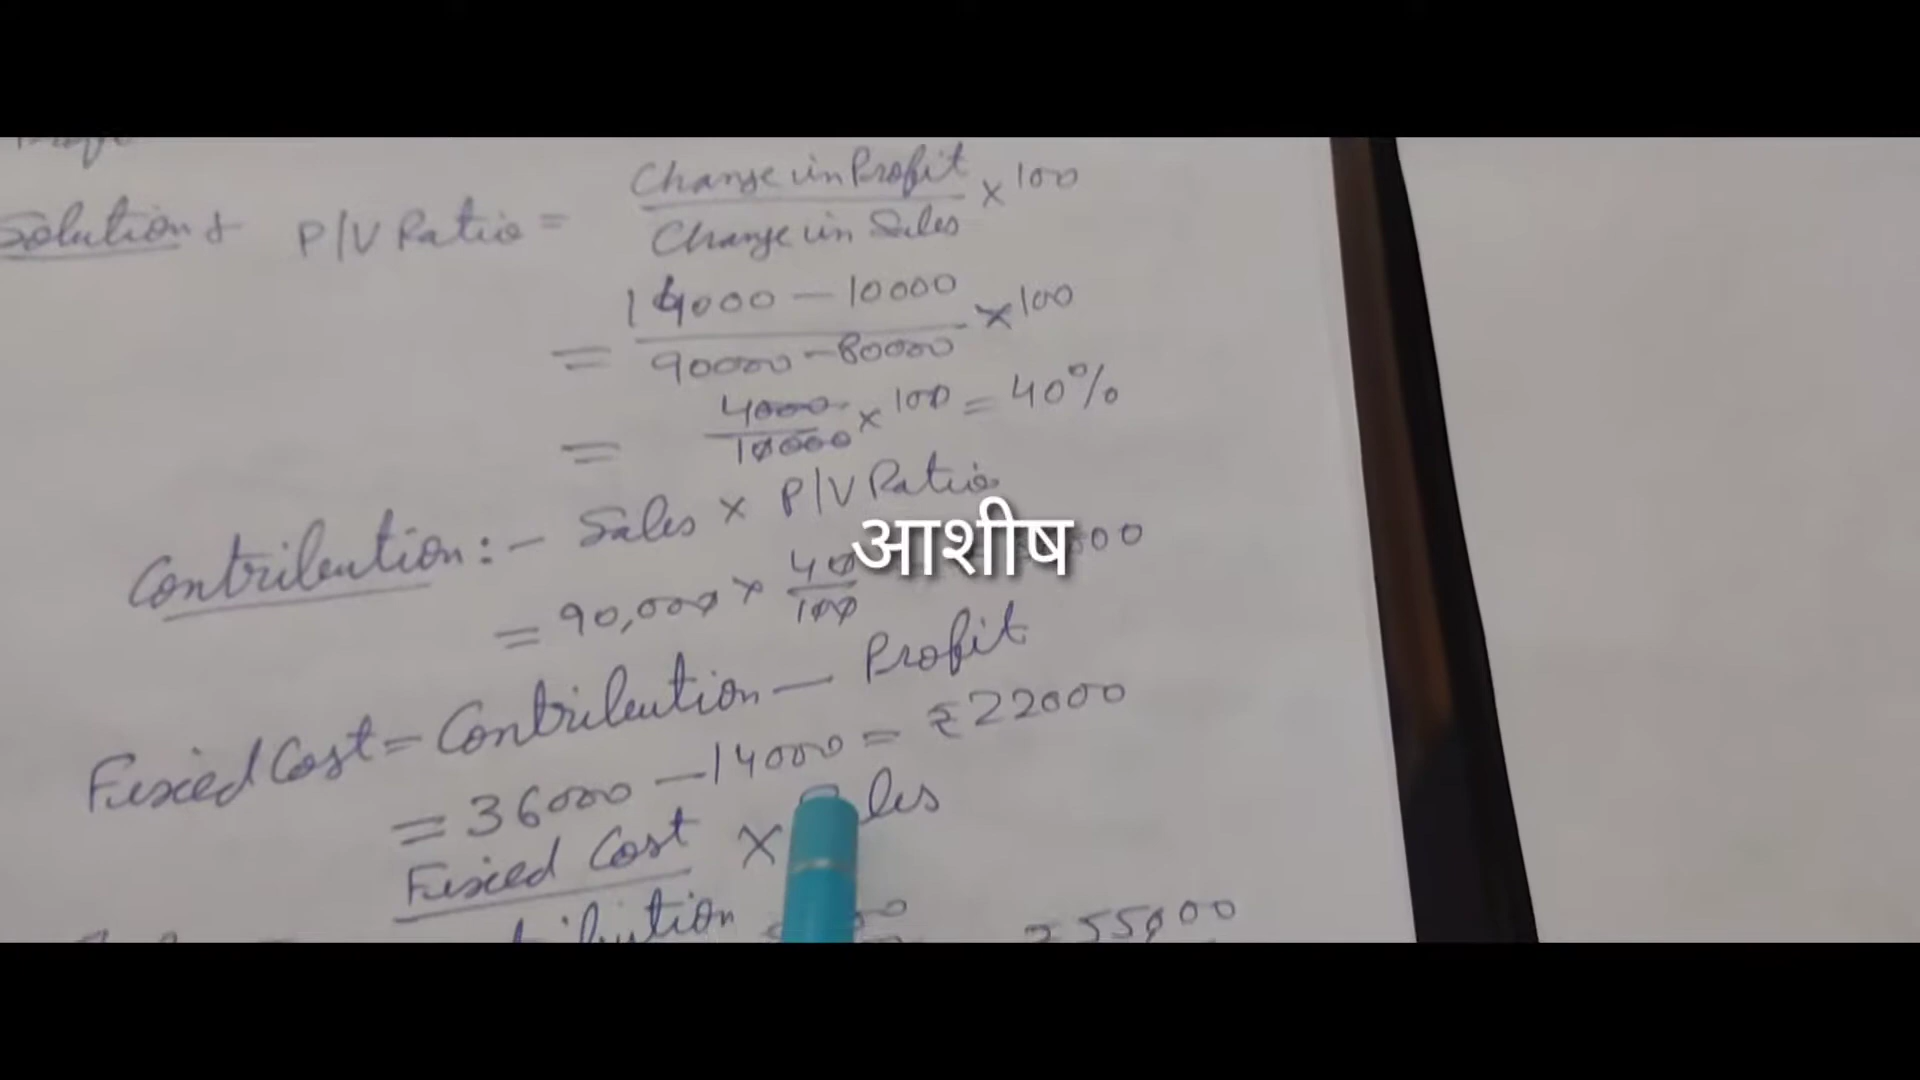 Solution P/V Ratio = Change in Profit / Change in Sales × 100
= 14000 — 10000 / 90000 – 80000 × 100
= 4000 / 10000 × 100 = 40%
Contribution : – Sales × P/V Ratio
आशीष
= 90,000 × 40 / 100
Fixed Cost = Contribution — Profit
= 36000 — 14000 = ₹22000
Fixed Cost ×
55000